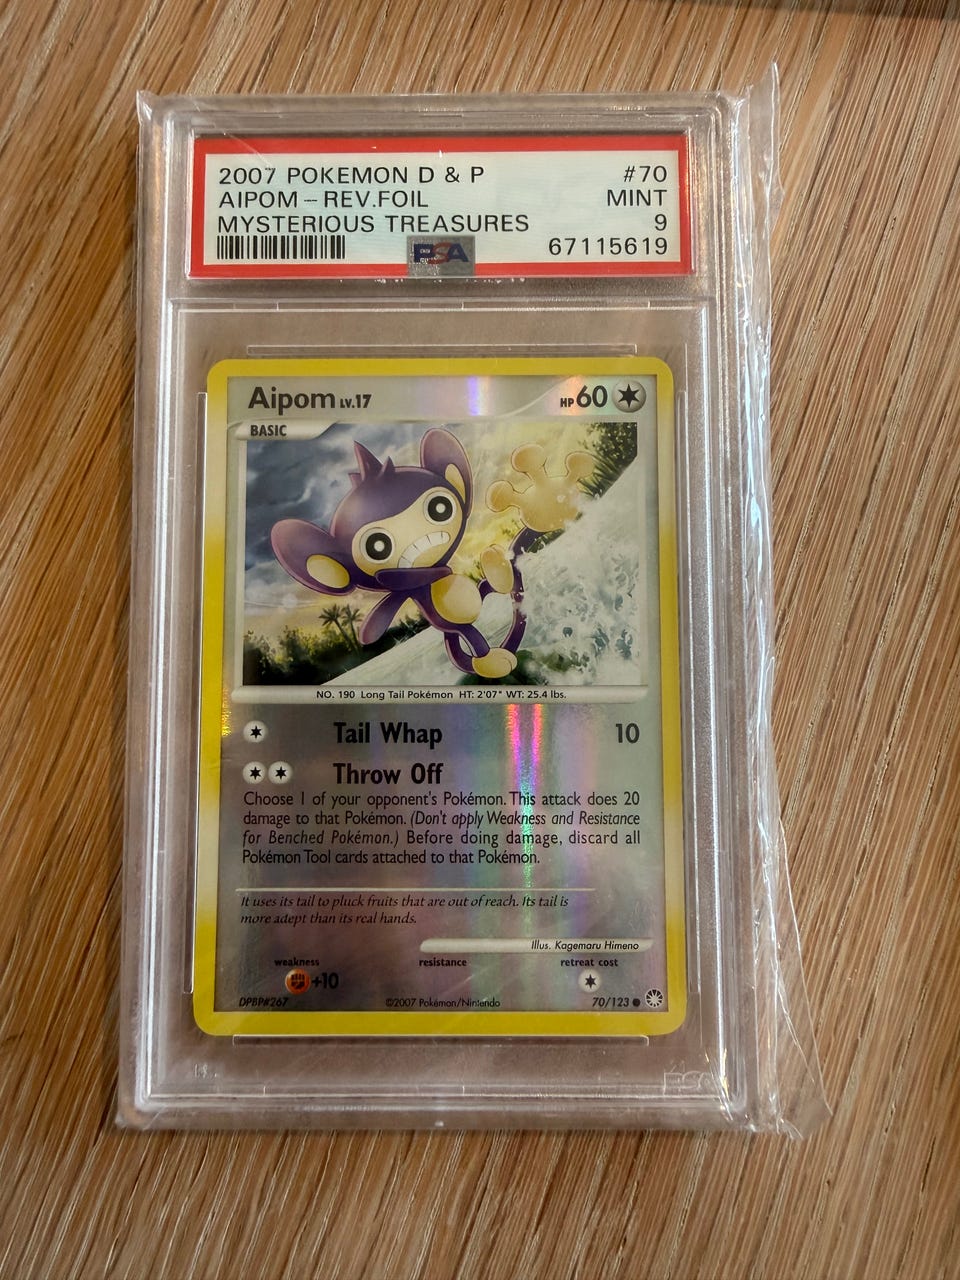 2007 POKEMON D & P #70
AIPOM - REV.FOIL MINT
MYSTERIOUS TREASURES 9
PSA 67115619
Aipom LV.17 HP 60
BASIC
NO. 190 Long Tail Pokémon HT: 2'07" WT: 25.4 lbs.
Tail Whap 10
Throw Off
Choose 1 of your opponent's Pokémon. This attack does 20
damage to that Pokémon. (Don't apply Weakness and Resistance
for Benched Pokémon.) Before doing damage, discard all
Pokémon Tool cards attached to that Pokémon.
It uses its tail to pluck fruits that are out of reach. Its tail is
more adept than its real hands.
Illus. Kagemaru Himeno
weakness resistance retreat cost
+10
DPBP#267 ©2007 Pokémon/Nintendo 70/123